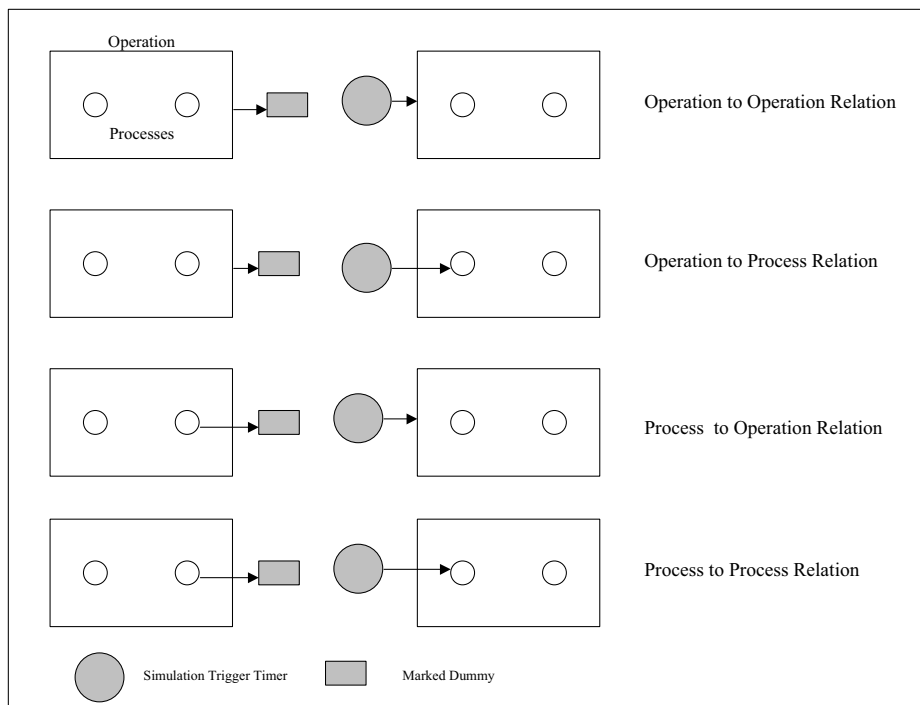 Operation
Processes
Operation to Operation Relation
Operation to Process Relation
Process to Operation Relation
Process to Process Relation
Simulation Trigger Timer
Marked Dummy